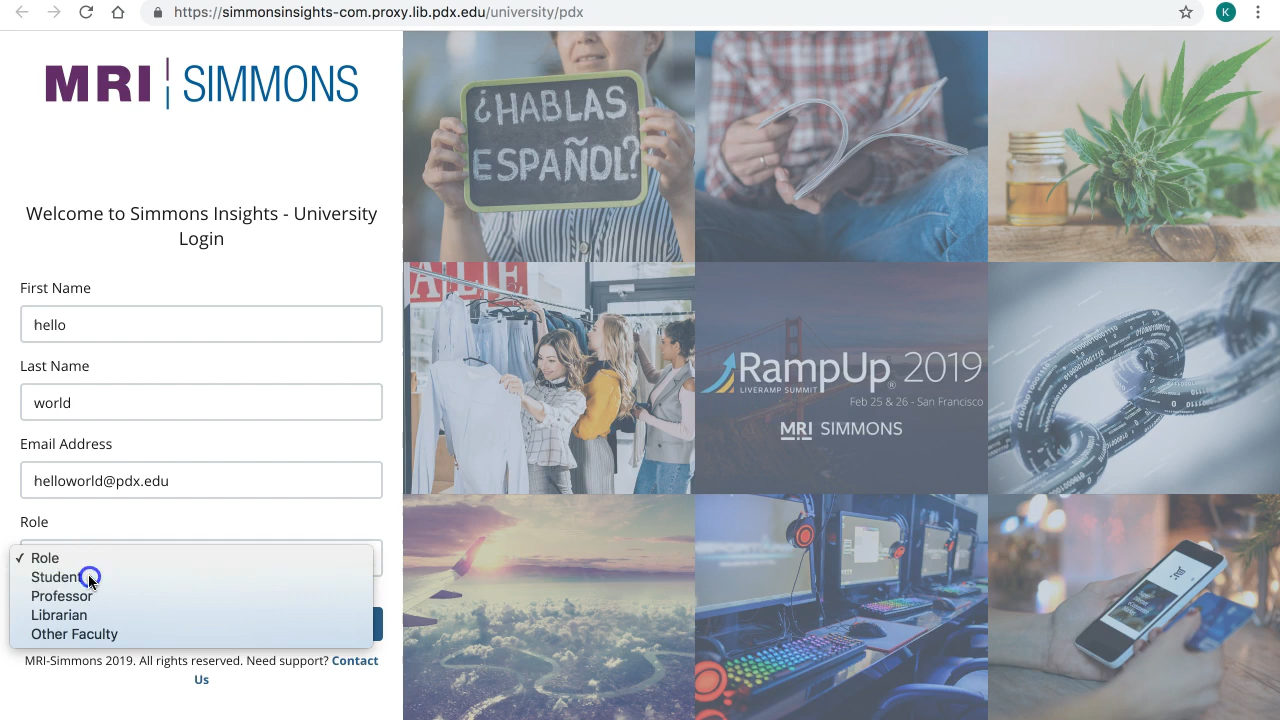 https://simmonsinsights-com.proxy.lib.pdx.edu/university/pdx
K
MRI | SIMMONS
Welcome to Simmons Insights - University
Login
First Name
hello
Last Name
world
Email Address
helloworld@pdx.edu
Role
✓ Role
Student
Professor
Librarian
Other Faculty
MRI-Simmons 2019. All rights reserved. Need support? Contact
Us
¿HABLAS
ESPAÑOL?
SALE
RampUp® 2019
LIVERAMP SUMMIT
Feb 25 & 26 - San Francisco
MRI SIMMONS